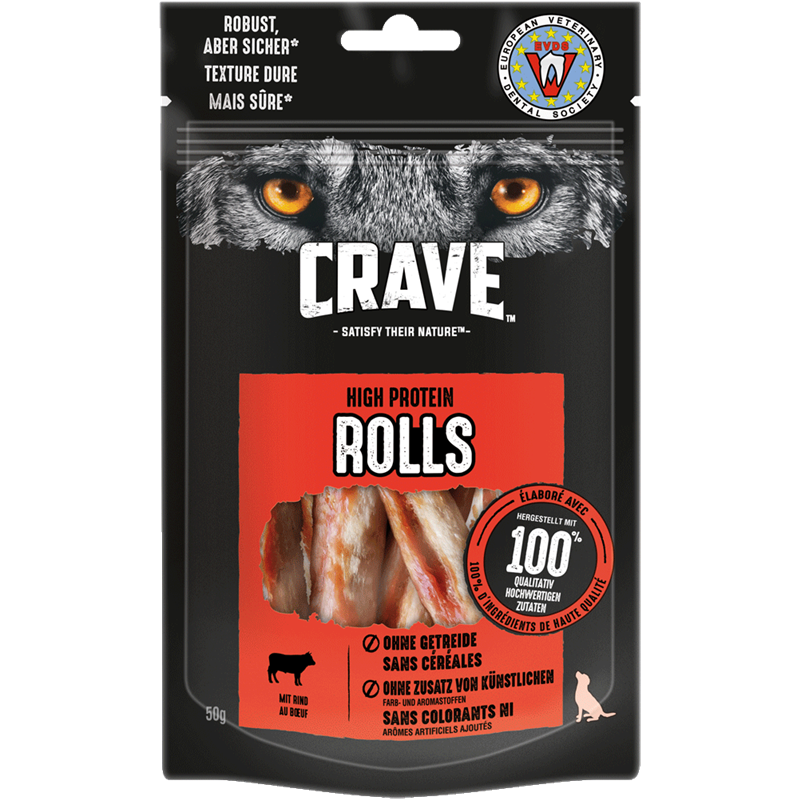 ROBUST,
ABER SICHER*
TEXTURE DURE
MAIS SÛRE*
EUROPEAN VETERINARY
EVDS
DENTAL SOCIETY
CRAVE™
- SATISFY THEIR NATURE™-
HIGH PROTEIN
ROLLS
ÉLABORÉ AVEC
HERGESTELLT MIT
100%
QUALITATIV
HOCHWERTIGEN
ZUTATEN
100% D'INGRÉDIENTS DE HAUTE QUALITÉ
OHNE GETREIDE
SANS CÉRÉALES
OHNE ZUSATZ VON KÜNSTLICHEN
FARB- UND AROMASTOFFEN
SANS COLORANTS NI
ARÔMES ARTIFICIELS AJOUTÉS
MIT RIND
AU BŒUF
50g